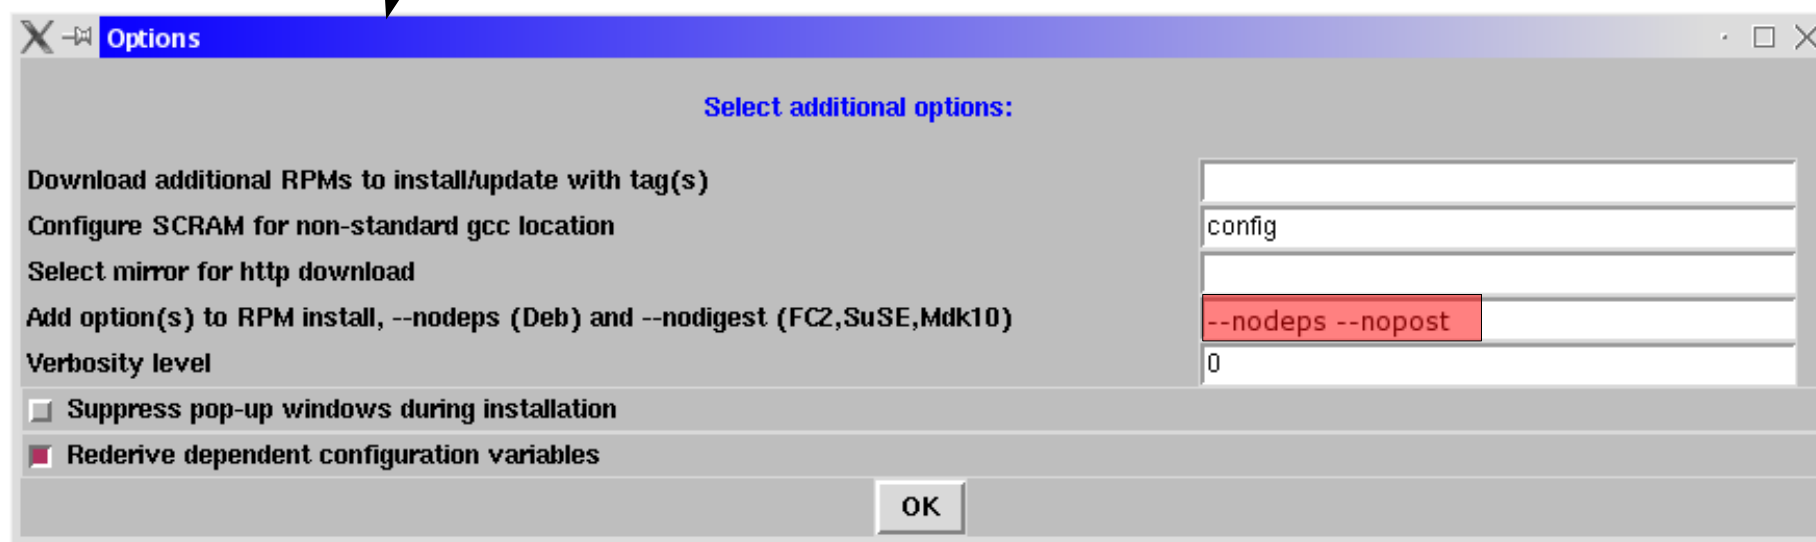 Options
Select additional options:
Download additional RPMs to install/update with tag(s)
Configure SCRAM for non-standard gcc location config
Select mirror for http download
Add option(s) to RPM install, --nodeps (Deb) and --nodigest (FC2,SuSE,Mdk10) --nodeps --nopost
Verbosity level 0
Suppress pop-up windows during installation
Rederive dependent configuration variables
OK